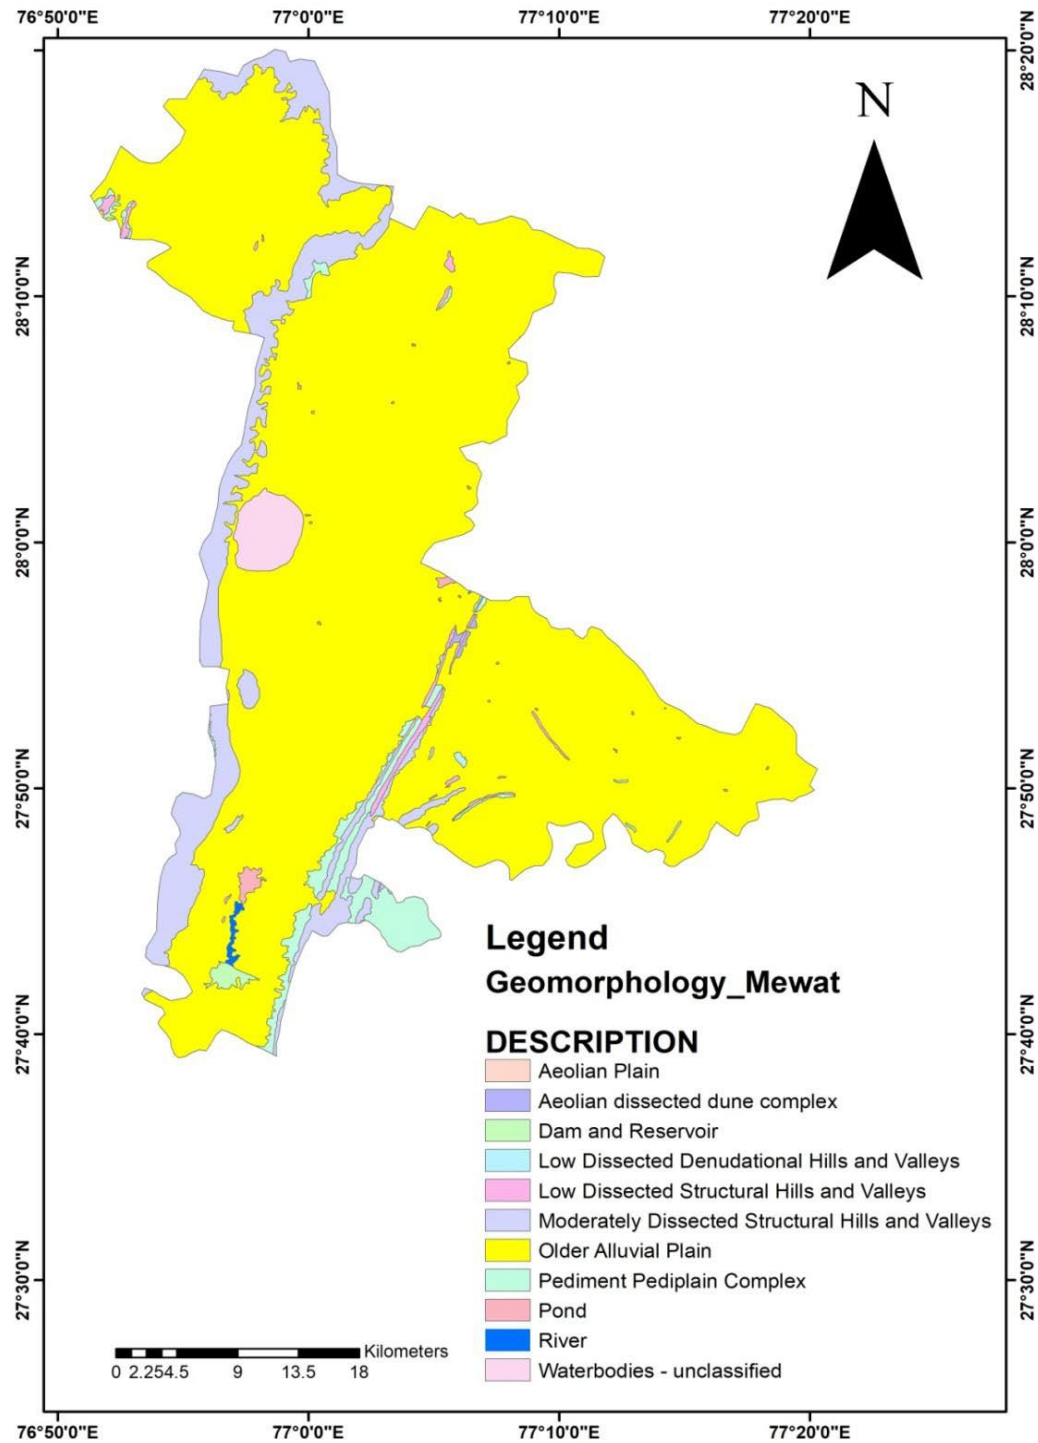 76°50'0"E 77°0'0"E 77°10'0"E 77°20'0"E
28°20'0"N
N
28°10'0"N 28°10'0"N
28°0'0"N 28°0'0"N
27°50'0"N 27°50'0"N
Legend
Geomorphology_Mewat
27°40'0"N 27°40'0"N
DESCRIPTION
Aeolian Plain
Aeolian dissected dune complex
Dam and Reservoir
Low Dissected Denudational Hills and Valleys
Low Dissected Structural Hills and Valleys
Moderately Dissected Structural Hills and Valleys
Older Alluvial Plain
27°30'0"N Pediment Pediplain Complex 27°30'0"N
Pond
River
Kilometers
0 2.254.5 9 13.5 18
Waterbodies - unclassified
76°50'0"E 77°0'0"E 77°10'0"E 77°20'0"E